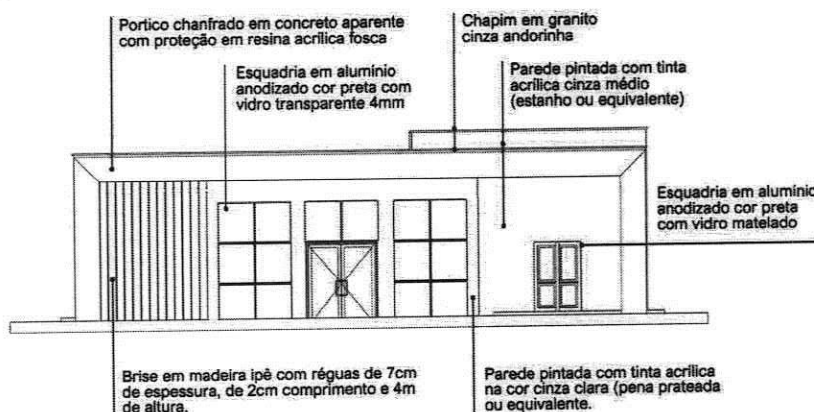 Portico chanfrado em concreto aparente
com proteção em resina acrílica fosca
Chapim em granito
cinza andorinha
Esquadria em alumínio
anodizado cor preta com
vidro transparente 4mm
Parede pintada com tinta
acrílica cinza médio
(estanho ou equivalente)
Esquadria em alumínio
anodizado cor preta
com vidro matelado
Brise em madeira ipê com réguas de 7cm
de espessura, de 2cm comprimento e 4m
de altura.
Parede pintada com tinta acrílica
na cor cinza clara (pena prateada
ou equivalente.